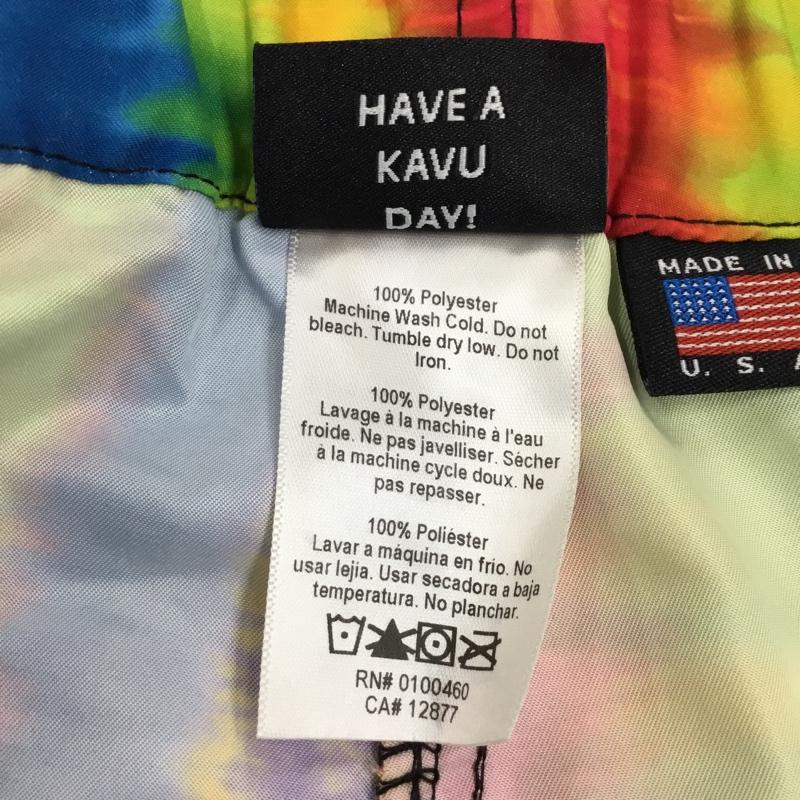 HAVE A
KAVU
DAY!
MADE IN
U. S.
100% Polyester
Machine Wash Cold. Do not
bleach. Tumble dry low. Do not
Iron.
100% Polyester
Lavage à la machine à l'eau
froide. Ne pas javelliser. Sécher
à la machine cycle doux. Ne
pas repasser.
100% Poliéster
Lavar a máquina en frío. No
usar lejia. Usar secadora a baja
temperatura. No planchar.
RN# 0100460
CA# 12877